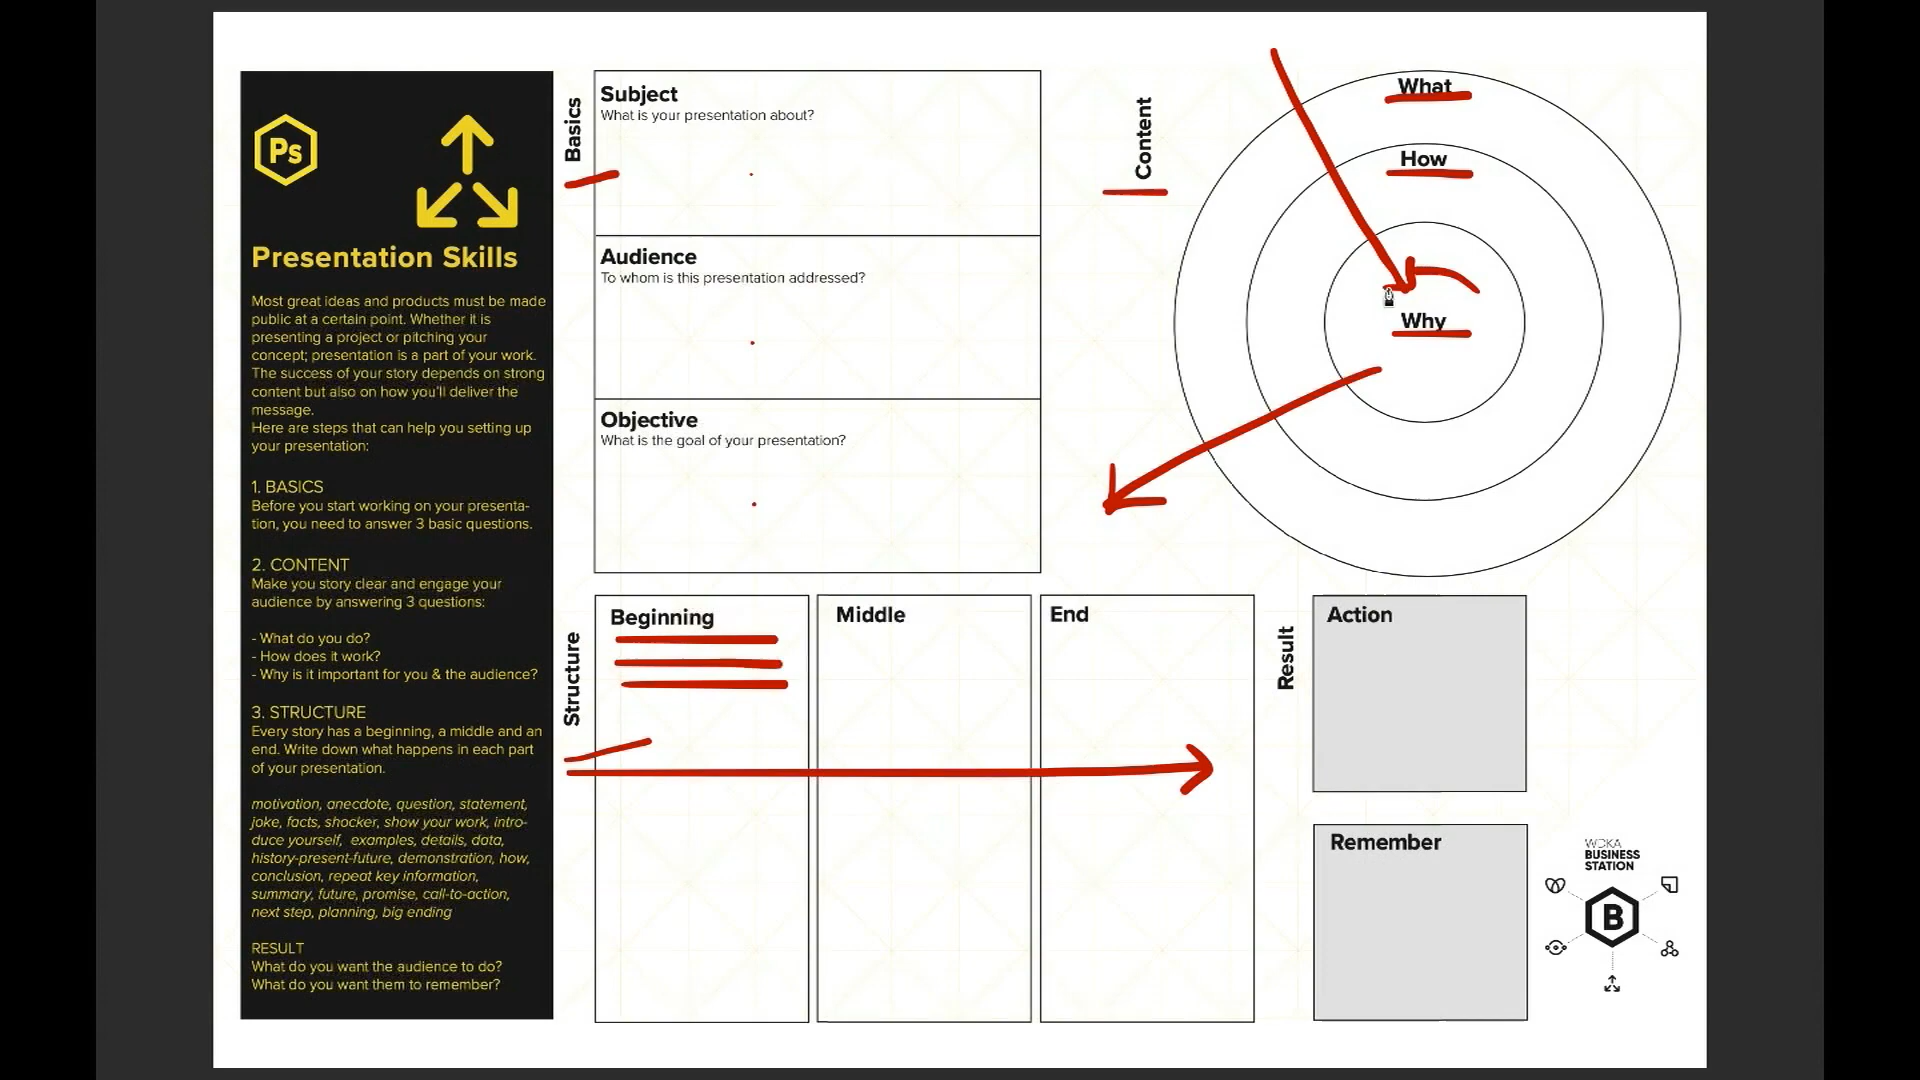 Ps
Presentation Skills
Most great ideas and products must be made
public at a certain point. Whether it is
presenting a project or pitching your
concept; presentation is a part of your work.
The success of your story depends on strong
content but also on how you'll deliver the
message.
Here are steps that can help you setting up
your presentation:
1. BASICS
Before you start working on your presenta-
tion, you need to answer 3 basic questions.
2. CONTENT
Make you story clear and engage your
audience by answering 3 questions:
- What do you do?
- How does it work?
- Why is it important for you & the audience?
3. STRUCTURE
Every story has a beginning, a middle and an
end. Write down what happens in each part
of your presentation.
motivation, anecdote, question, statement,
joke, facts, shocker, show your work, intro-
duce yourself, examples, details, data,
history-present-future, demonstration, how,
conclusion, repeat key information,
summary, future, promise, call-to-action,
next step, planning, big ending
RESULT
What do you want the audience to do?
What do you want them to remember?
Basics
Subject
What is your presentation about?
Audience
To whom is this presentation addressed?
Objective
What is the goal of your presentation?
Content
What
How
Why
Structure
Beginning
Middle
End
Result
Action
Remember
WDKA
BUSINESS
STATION
B